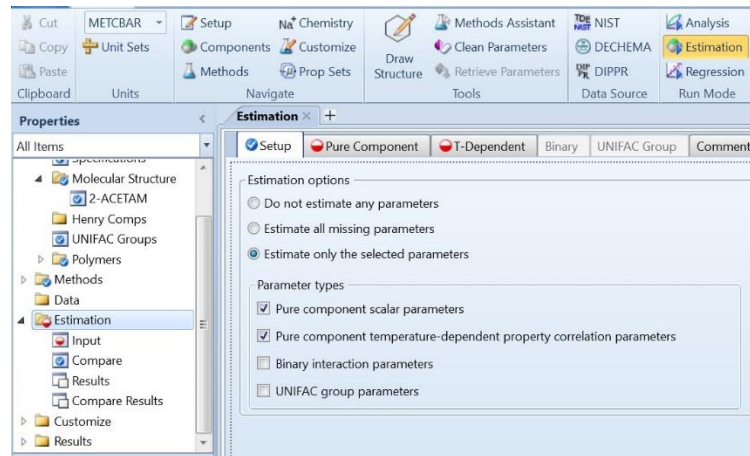 Cut
METCBAR
Setup
Na+ Chemistry
Methods Assistant
TDE NIST NIST
Analysis
Copy
Unit Sets
Components
Customize
Draw Structure
Clean Parameters
DECHEMA
Estimation
Paste
Methods
Prop Sets
Retrieve Parameters
DIPPR DIPPR
Regression
Clipboard
Units
Navigate
Tools
Data Source
Run Mode
Properties
All Items
Specifications
Molecular Structure
2-ACETAM
Henry Comps
UNIFAC Groups
Polymers
Methods
Data
Estimation
Input
Compare
Results
Compare Results
Customize
Results
Estimation
Setup
Pure Component
T-Dependent
Binary
UNIFAC Group
Comment
Estimation options
Do not estimate any parameters
Estimate all missing parameters
Estimate only the selected parameters
Parameter types
Pure component scalar parameters
Pure component temperature-dependent property correlation parameters
Binary interaction parameters
UNIFAC group parameters